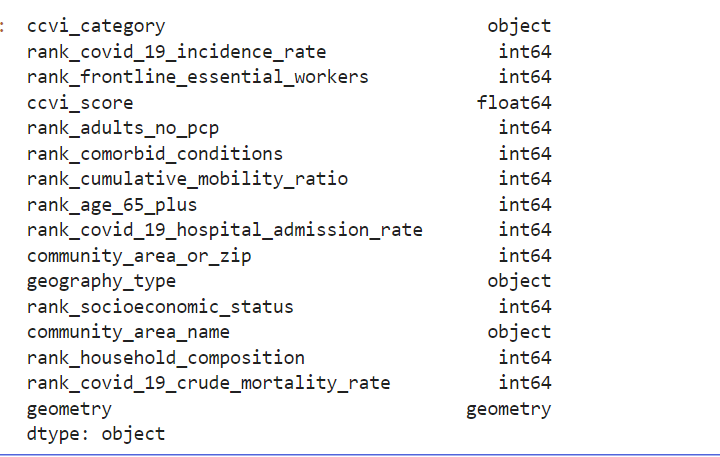 : ccvi_category object
rank_covid_19_incidence_rate int64
rank_frontline_essential_workers int64
ccvi_score float64
rank_adults_no_pcp int64
rank_comorbid_conditions int64
rank_cumulative_mobility_ratio int64
rank_age_65_plus int64
rank_covid_19_hospital_admission_rate int64
community_area_or_zip int64
geography_type object
rank_socioeconomic_status int64
community_area_name object
rank_household_composition int64
rank_covid_19_crude_mortality_rate int64
geometry geometry
dtype: object